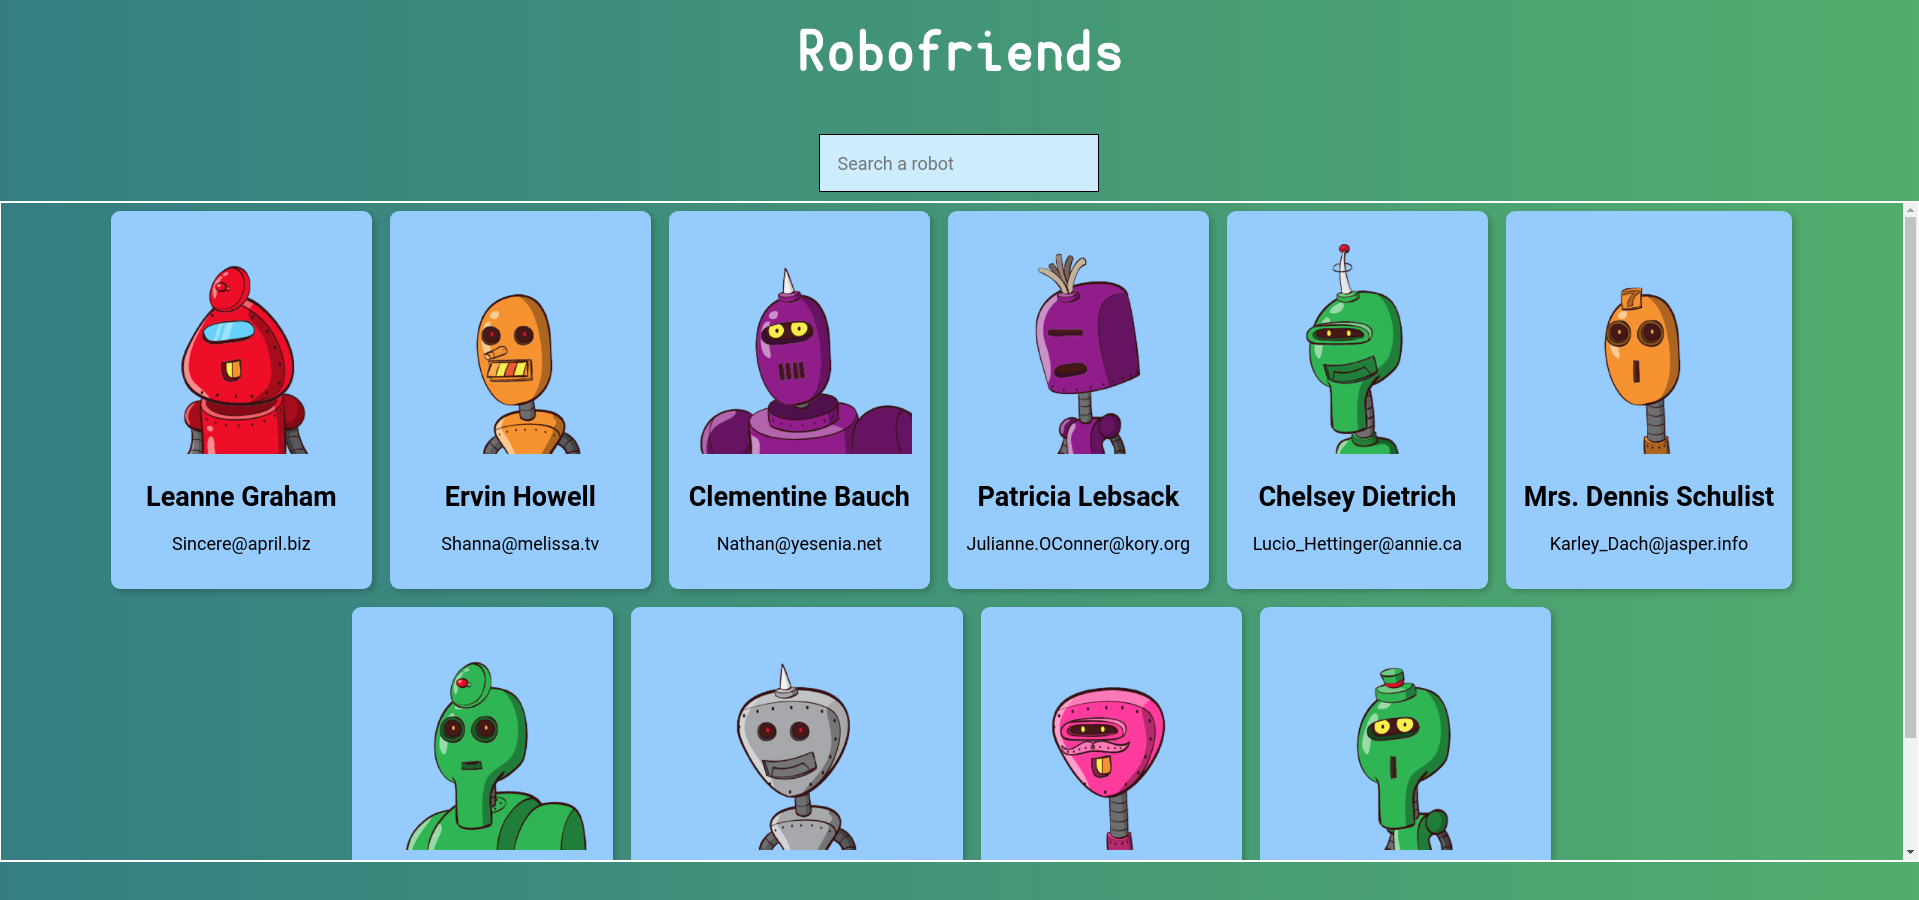 Robofriends
Search a robot
7
Leanne Graham
Ervin Howell
Clementine Bauch
Patricia Lebsack
Chelsey Dietrich
Mrs. Dennis Schulist
Sincere@april.biz
Shanna@melissa.tv
Nathan@yesenia.net
Julianne.OConner@kory.org
Lucio_Hettinger@annie.ca
Karley_Dach@jasper.info